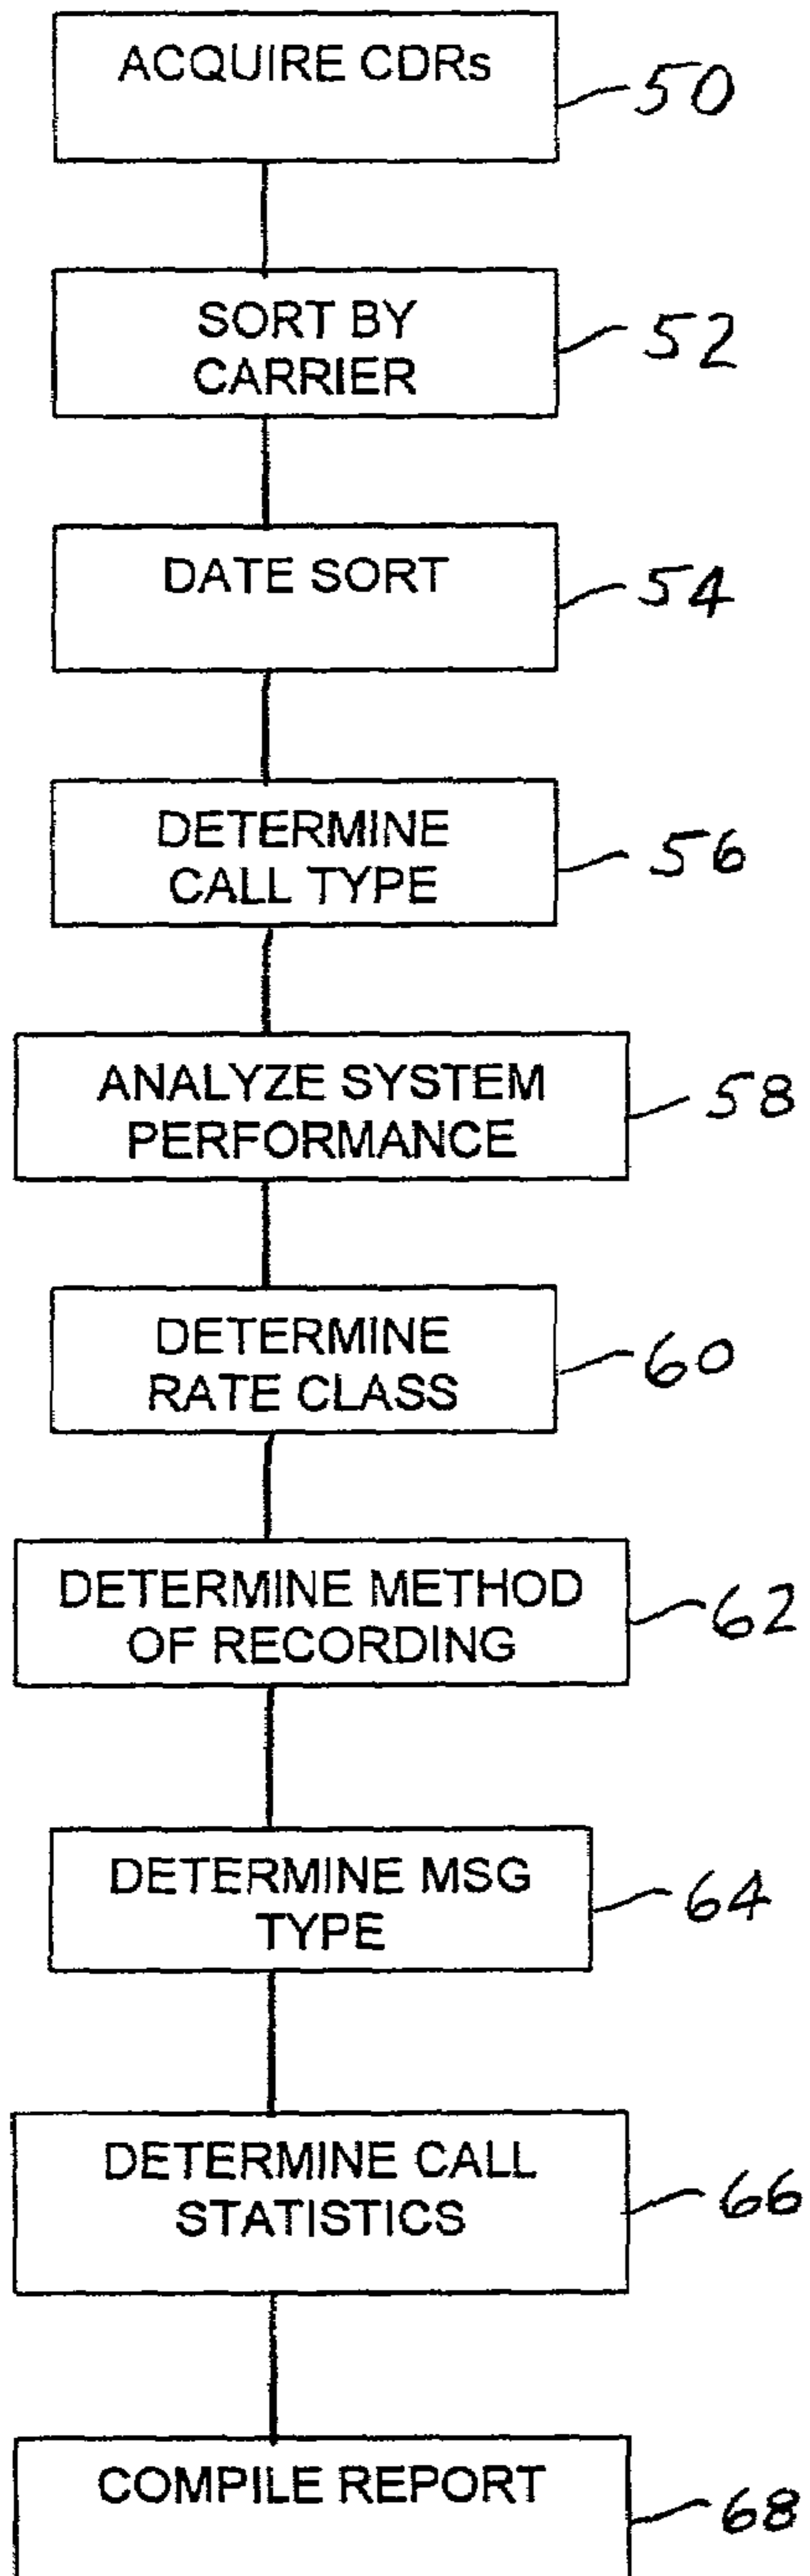 ACQUIRE CDRs
50
SORT BY
CARRIER
52
DATE SORT
54
DETERMINE
CALL TYPE
56
ANALYZE SYSTEM
PERFORMANCE
58
DETERMINE
RATE CLASS
60
DETERMINE METHOD
OF RECORDING
62
DETERMINE MSG
TYPE
64
DETERMINE CALL
STATISTICS
66
COMPILE REPORT
68